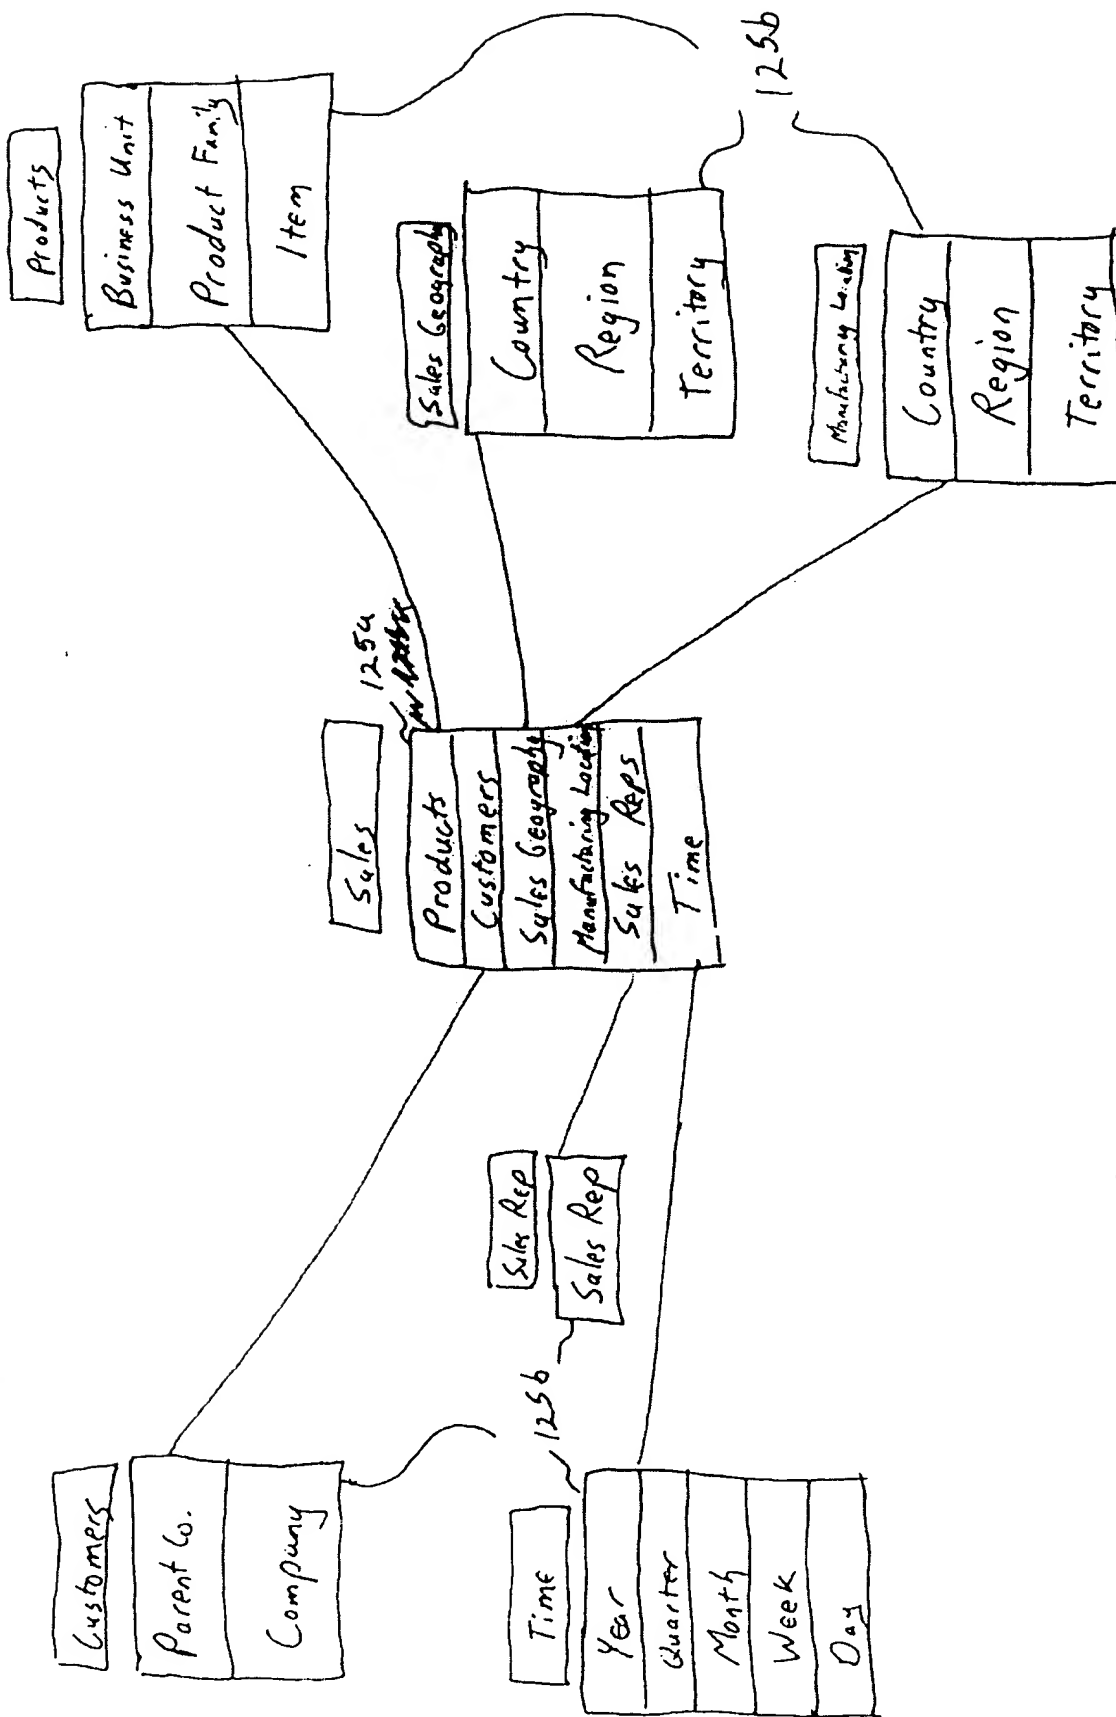 Customers
Parent Co.
Company
Time
Year
Quarter
Month
Week
Day
125b
Sales Rep
Sales Rep
Sales
125a
Products
Customers
Sales Geography
Manufacturing Location
Sales Reps
Time
Products
Business Unit
Product Family
Item
Sales Geography
Country
Region
Territory
Manufacturing Location
Country
Region
Territory
125b